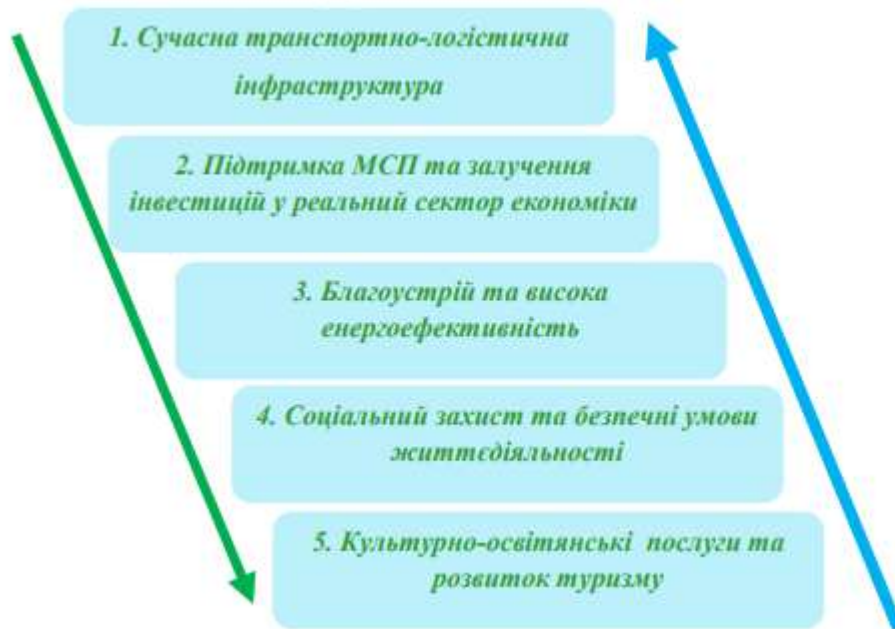 1. Сучасна транспортно-логістична
інфраструктура
2. Підтримка МСП та залучення
інвестицій у реальний сектор економіки
3. Благоустрій та висока
енергоефективність
4. Соціальний захист та безпечні умови
життєдіяльності
5. Культурно-освітянські послуги та
розвиток туризму